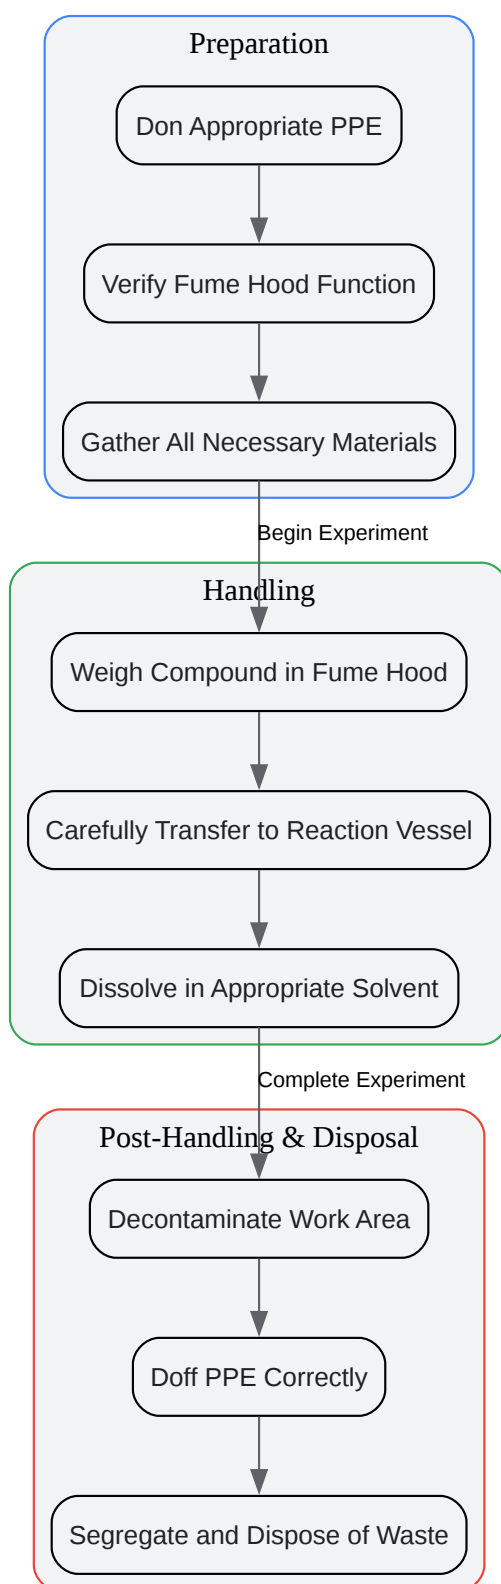 Preparation
Don Appropriate PPE
Verify Fume Hood Function
Gather All Necessary Materials
Begin Experiment
Handling
Weigh Compound in Fume Hood
Carefully Transfer to Reaction Vessel
Dissolve in Appropriate Solvent
Complete Experiment
Post-Handling & Disposal
Decontaminate Work Area
Doff PPE Correctly
Segregate and Dispose of Waste